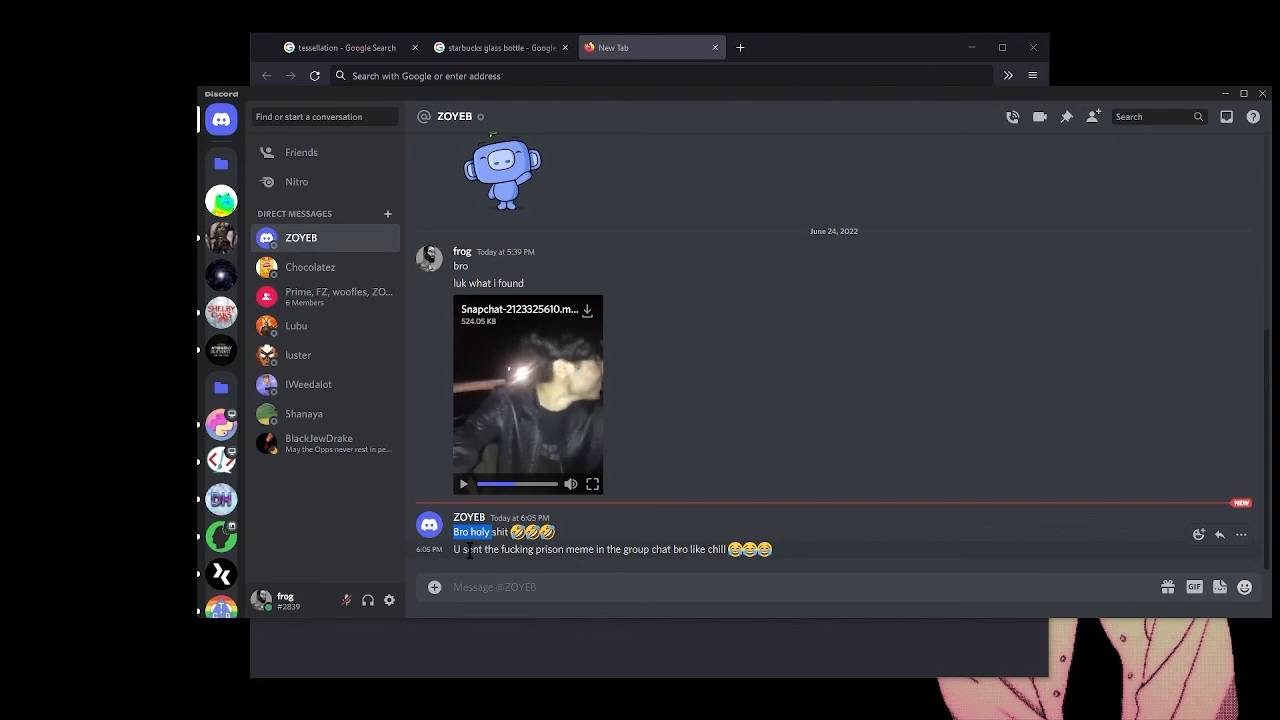 tessellation - Google Search
starbucks glass bottle - Google
New Tab
Search with Google or enter address
Discord
Find or start a conversation
@ ZOYEB
Search
Friends
Nitro
DIRECT MESSAGES
ZOYEB
Chocolatez
Prime, FZ, woofles, ZO...
6 Members
Lubu
luster
IWeedalot
Shanaya
BlackJewDrake
May the Opps never rest in pe...
frog
#2839
June 24, 2022
frog Today at 5:39 PM
bro
luk what I found
Snapchat-2123325610.m...
524.05 KB
NEW
ZOYEB Today at 6:05 PM
Bro holy shit 🤣🤣🤣
6:05 PM U sent the fucking prison meme in the group chat bro like chill 😂😂😂
Message @ZOYEB
GIF
SHELBY
OAKS
DH